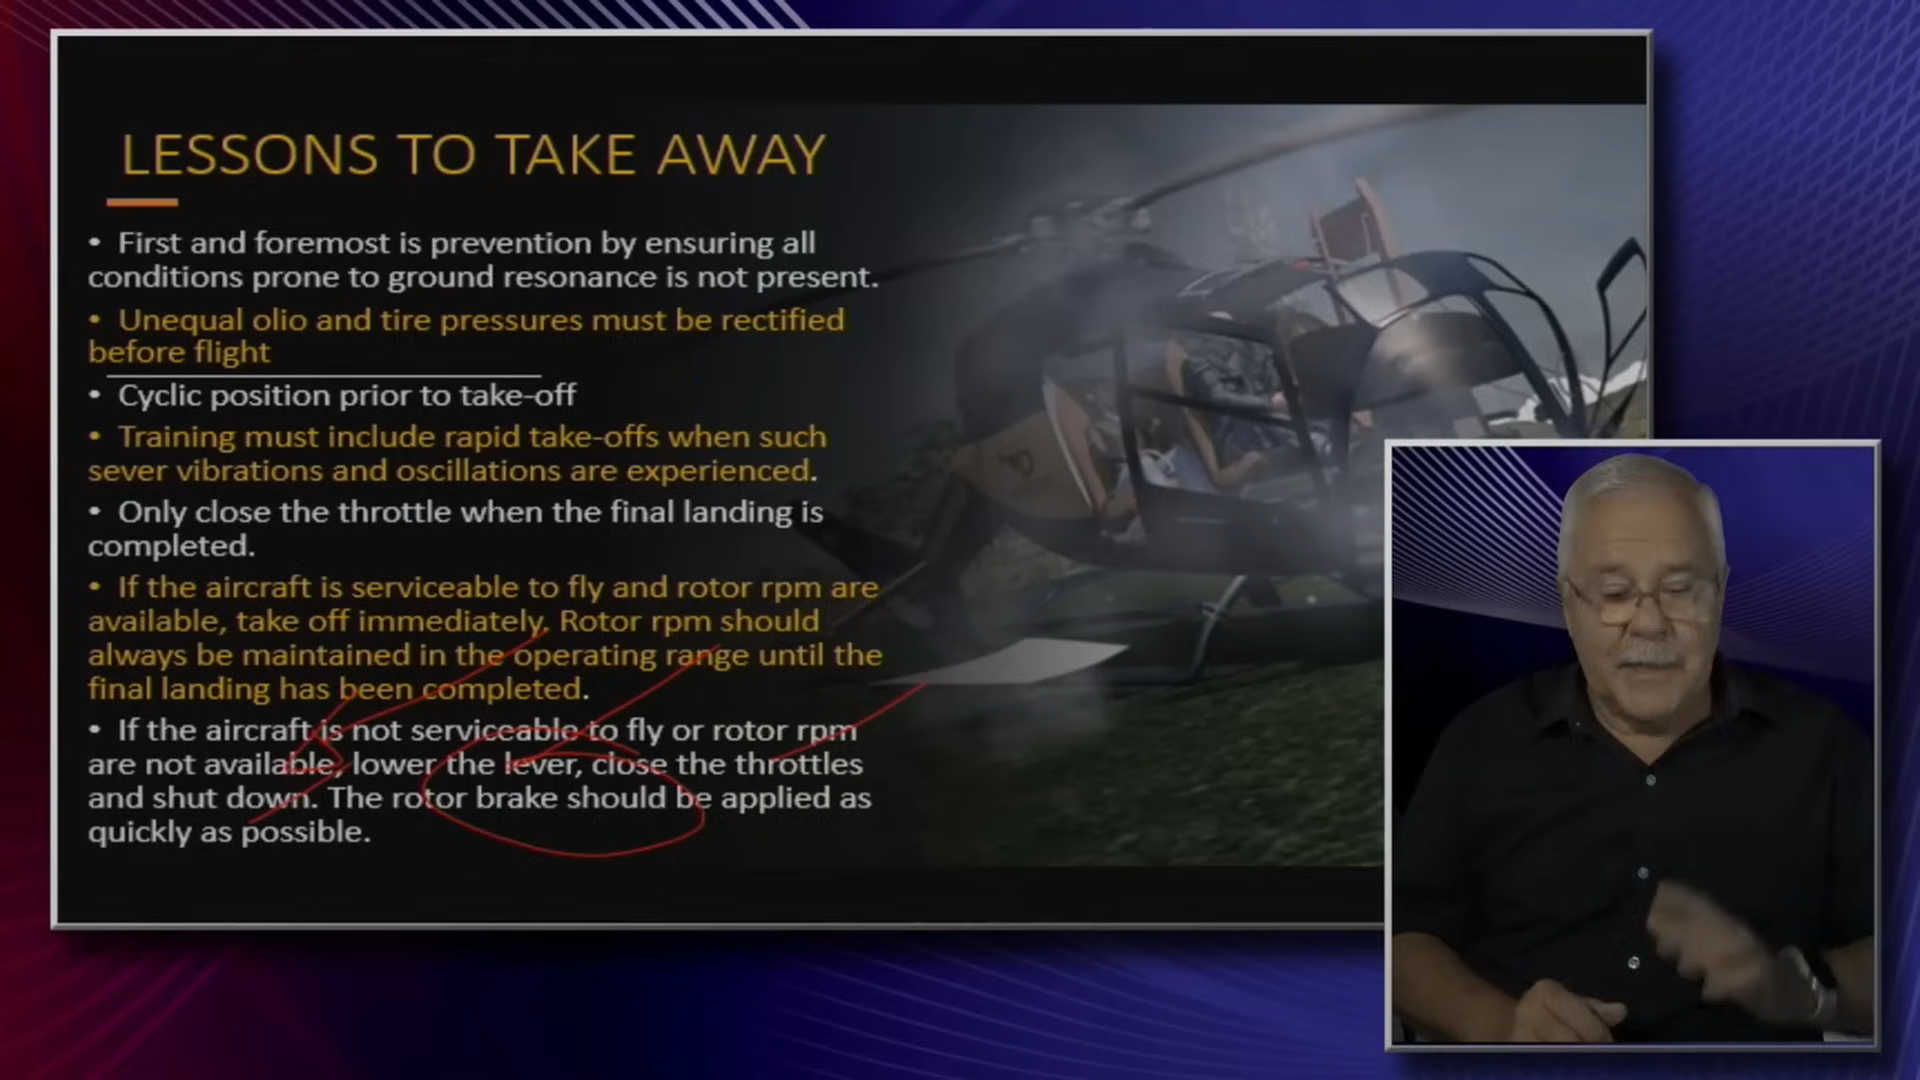 LESSONS TO TAKE AWAY
• First and foremost is prevention by ensuring all
conditions prone to ground resonance is not present.
• Unequal olio and tire pressures must be rectified
before flight
• Cyclic position prior to take-off
• Training must include rapid take-offs when such
sever vibrations and oscillations are experienced.
• Only close the throttle when the final landing is
completed.
• If the aircraft is serviceable to fly and rotor rpm are
available, take off immediately. Rotor rpm should
always be maintained in the operating range until the
final landing has been completed.
• If the aircraft is not serviceable to fly or rotor rpm
are not available, lower the lever, close the throttles
and shut down. The rotor brake should be applied as
quickly as possible.